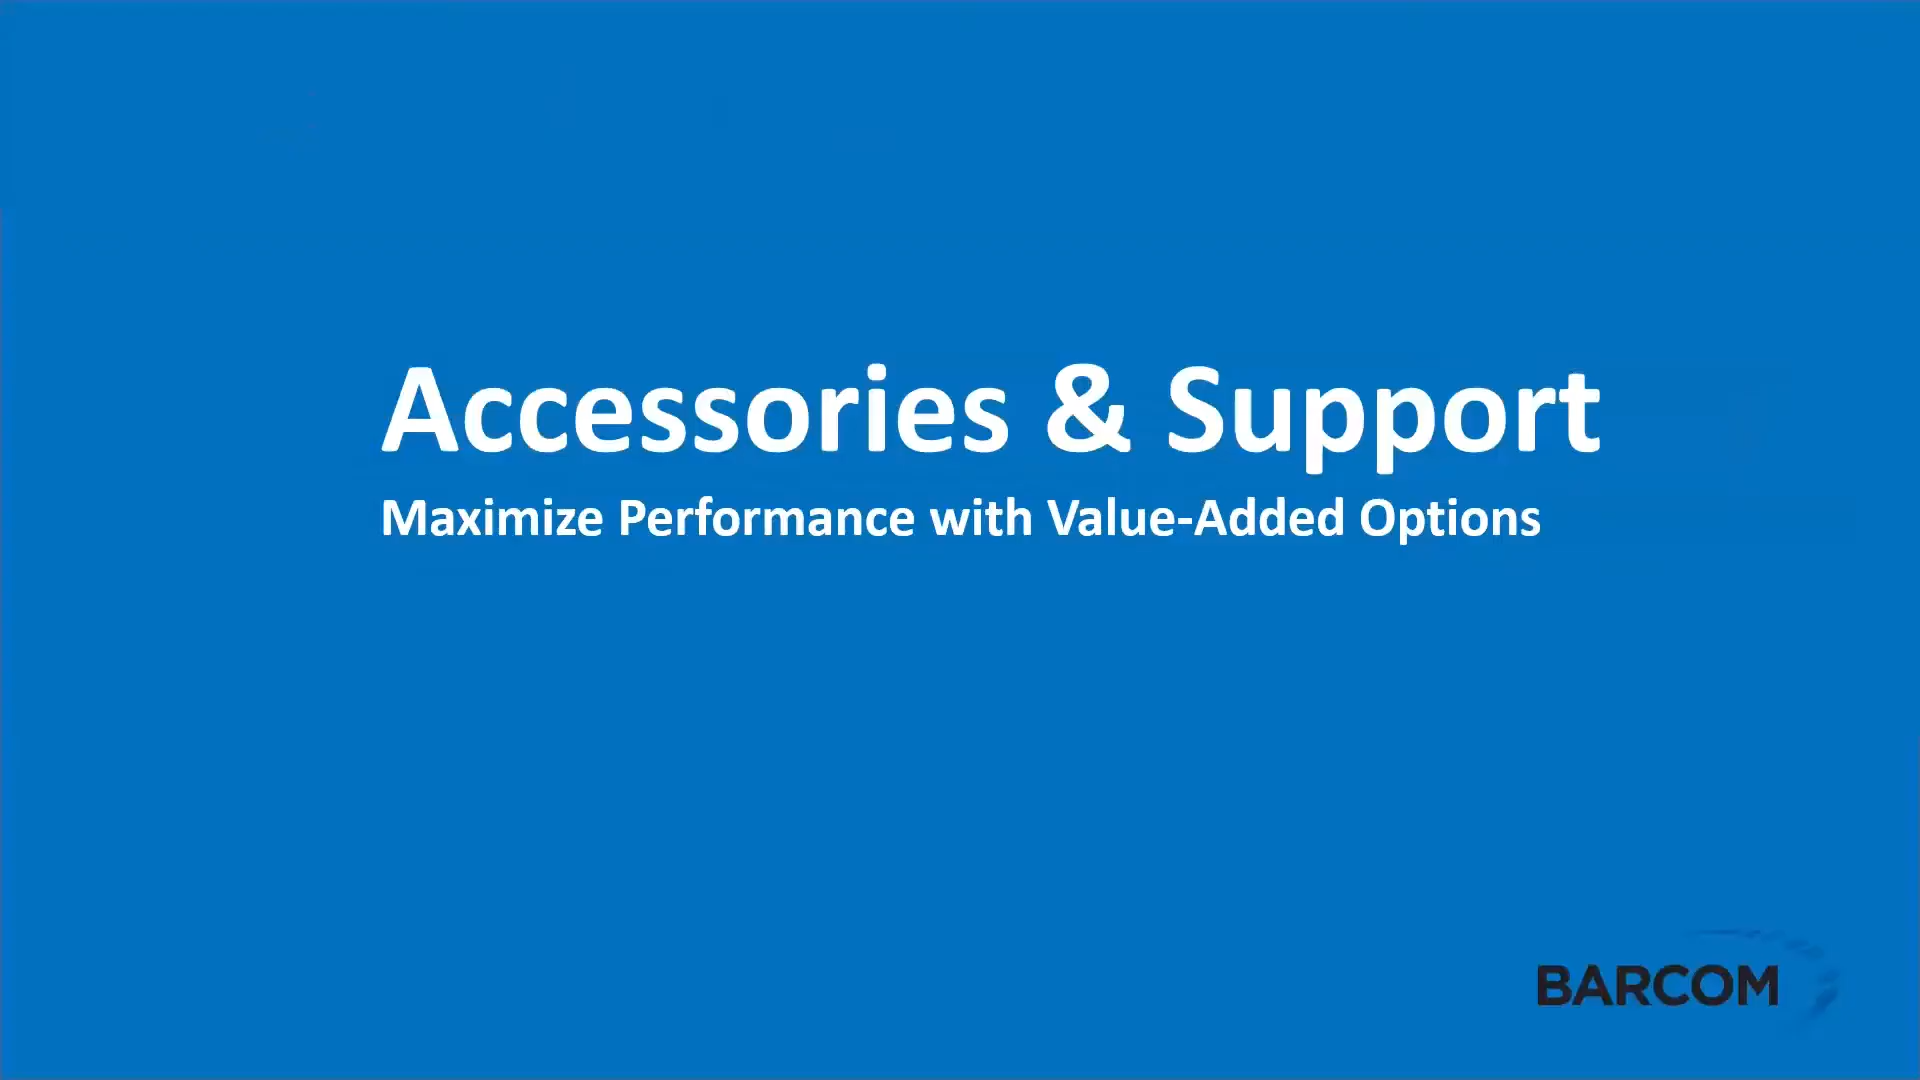 Accessories & Support
Maximize Performance with Value-Added Options
BARCOM